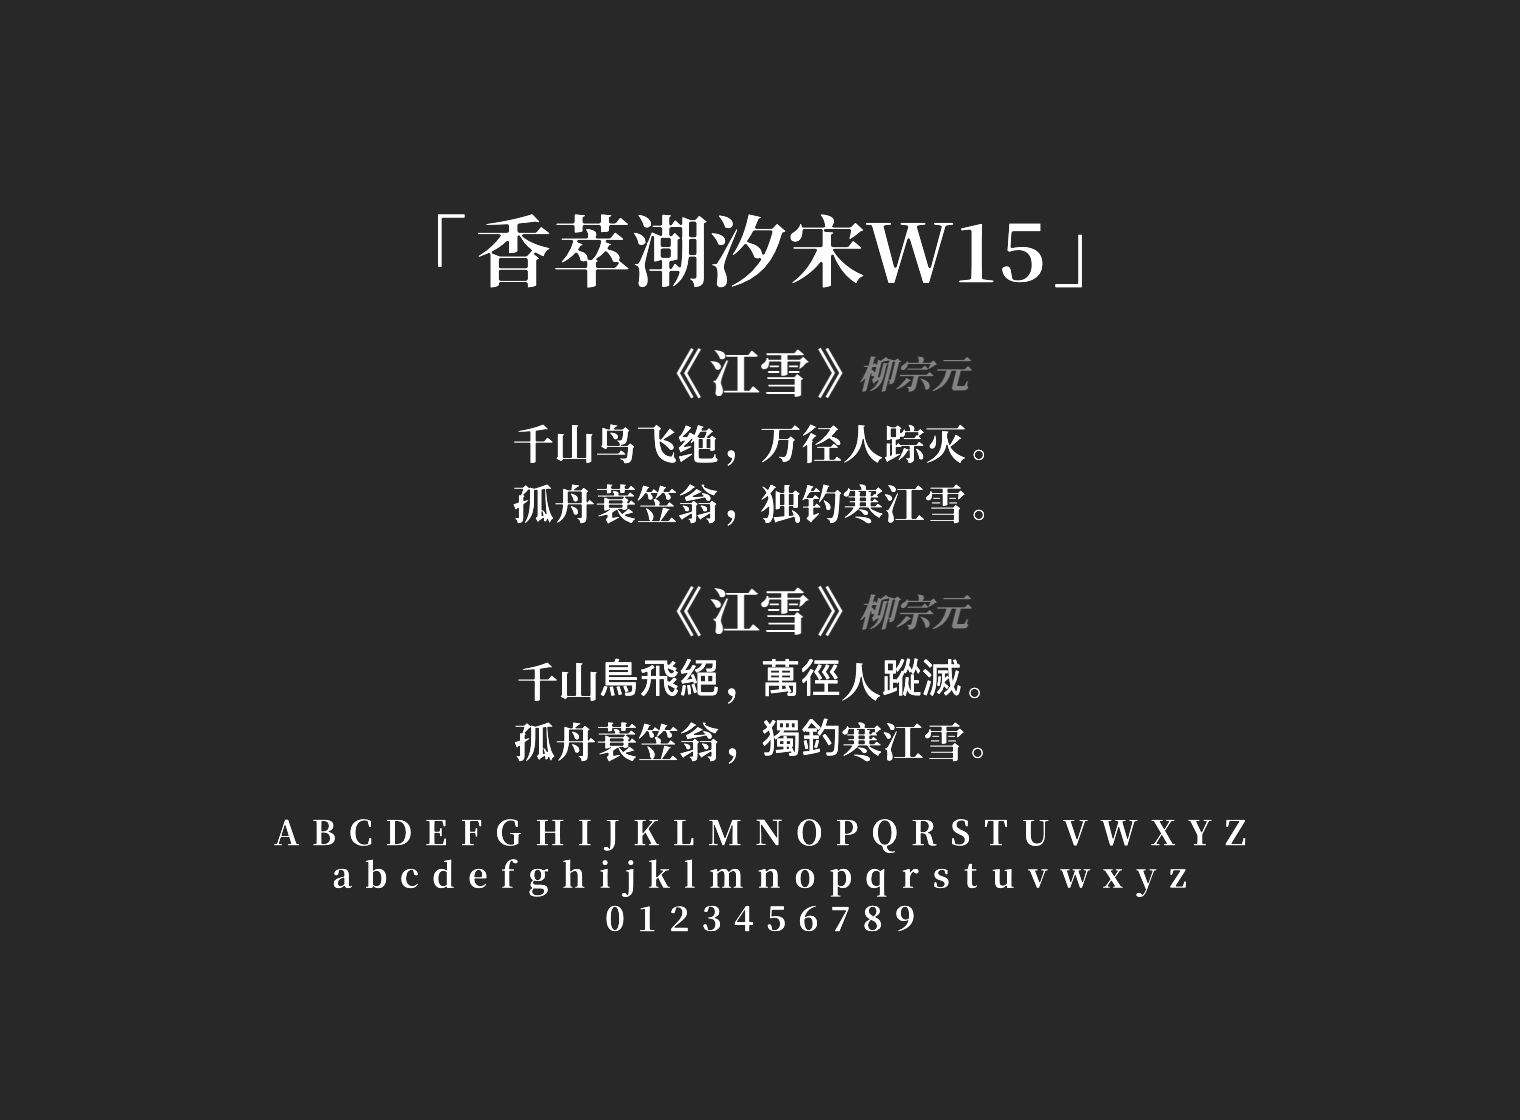 「香萃潮汐宋W15」
《江雪》柳宗元
千山鸟飞绝，万径人踪灭。
孤舟蓑笠翁，独钓寒江雪。
《江雪》柳宗元
千山鳥飛絕，萬徑人蹤滅。
孤舟蓑笠翁，獨釣寒江雪。
A B C D E F G H I J K L M N O P Q R S T U V W X Y Z
a b c d e f g h i j k l m n o p q r s t u v w x y z
0 1 2 3 4 5 6 7 8 9